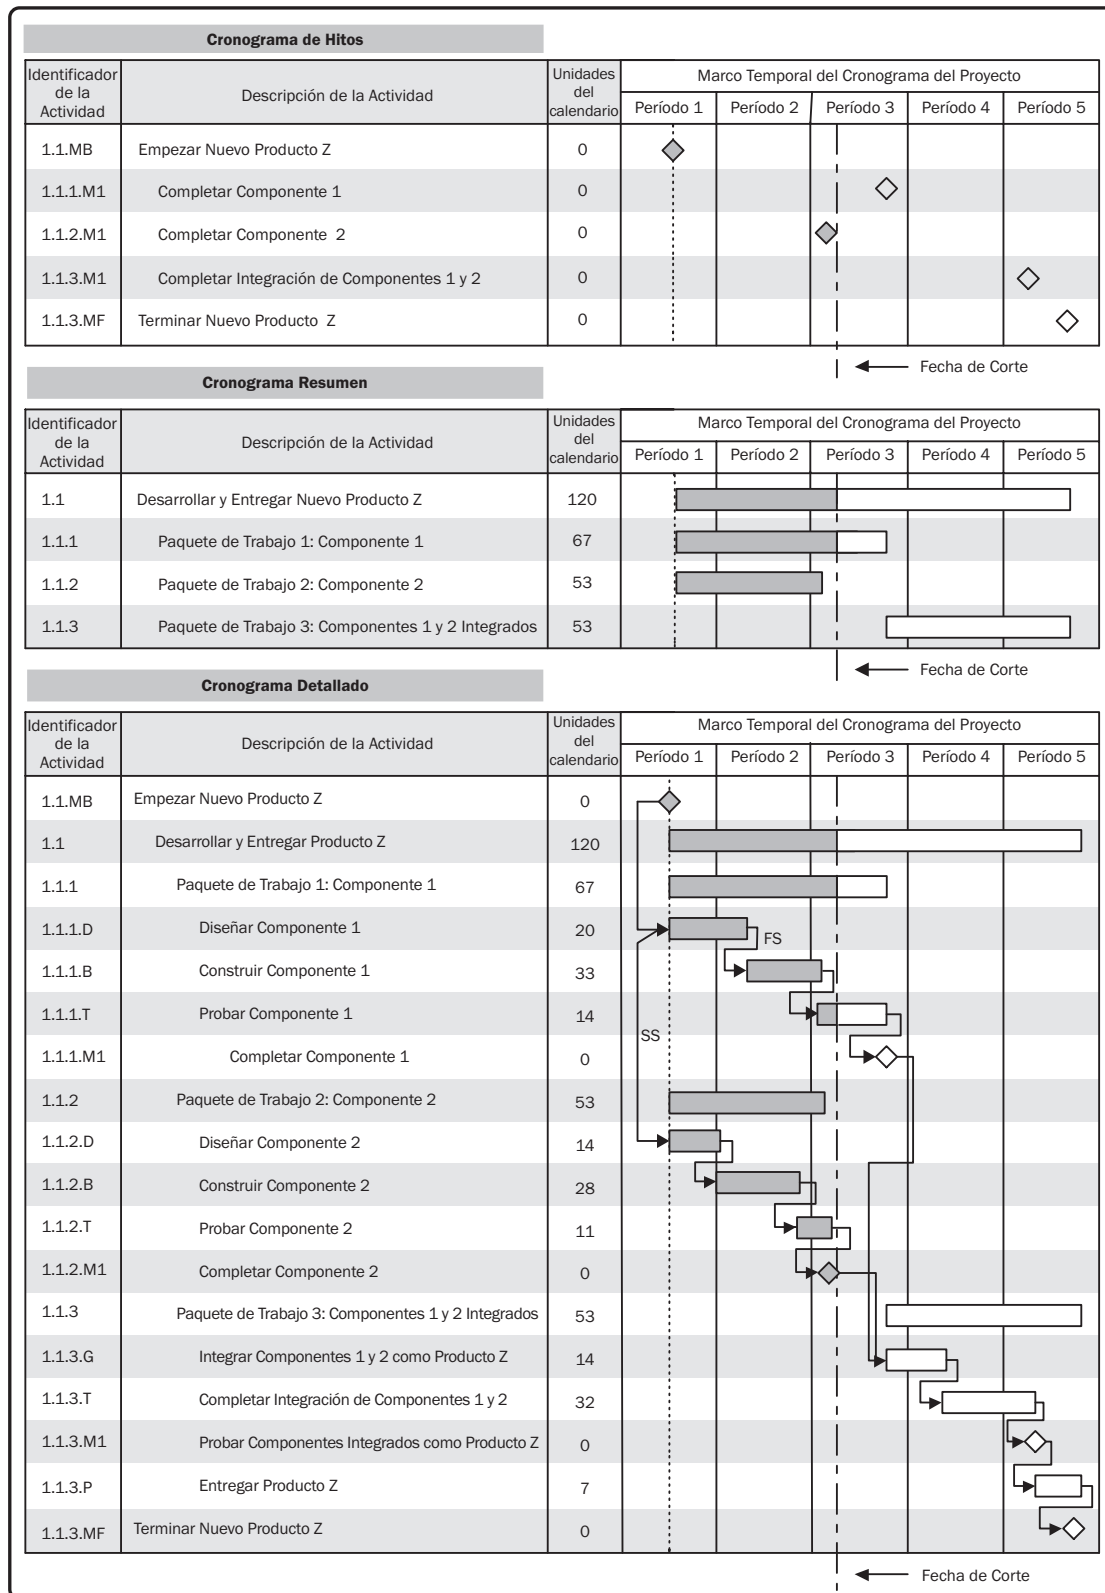 Cronograma de Hitos
Identificador de la Actividad Descripción de la Actividad Unidades del calendario Marco Temporal del Cronograma del Proyecto
Período 1 Período 2 Período 3 Período 4 Período 5
1.1.MB Empezar Nuevo Producto Z 0
1.1.1.M1 Completar Componente 1 0
1.1.2.M1 Completar Componente 2 0
1.1.3.M1 Completar Integración de Componentes 1 y 2 0
1.1.3.MF Terminar Nuevo Producto Z 0
Fecha de Corte
Cronograma Resumen
Identificador de la Actividad Descripción de la Actividad Unidades del calendario Marco Temporal del Cronograma del Proyecto
Período 1 Período 2 Período 3 Período 4 Período 5
1.1 Desarrollar y Entregar Nuevo Producto Z 120
1.1.1 Paquete de Trabajo 1: Componente 1 67
1.1.2 Paquete de Trabajo 2: Componente 2 53
1.1.3 Paquete de Trabajo 3: Componentes 1 y 2 Integrados 53
Fecha de Corte
Cronograma Detallado
Identificador de la Actividad Descripción de la Actividad Unidades del calendario Marco Temporal del Cronograma del Proyecto
Período 1 Período 2 Período 3 Período 4 Período 5
1.1.MB Empezar Nuevo Producto Z 0
1.1 Desarrollar y Entregar Producto Z 120
1.1.1 Paquete de Trabajo 1: Componente 1 67
1.1.1.D Diseñar Componente 1 20 FS
1.1.1.B Construir Componente 1 33
1.1.1.T Probar Componente 1 14
SS
1.1.1.M1 Completar Componente 1 0
1.1.2 Paquete de Trabajo 2: Componente 2 53
1.1.2.D Diseñar Componente 2 14
1.1.2.B Construir Componente 2 28
1.1.2.T Probar Componente 2 11
1.1.2.M1 Completar Componente 2 0
1.1.3 Paquete de Trabajo 3: Componentes 1 y 2 Integrados 53
1.1.3.G Integrar Componentes 1 y 2 como Producto Z 14
1.1.3.T Completar Integración de Componentes 1 y 2 32
1.1.3.M1 Probar Componentes Integrados como Producto Z 0
1.1.3.P Entregar Producto Z 7
1.1.3.MF Terminar Nuevo Producto Z 0
Fecha de Corte